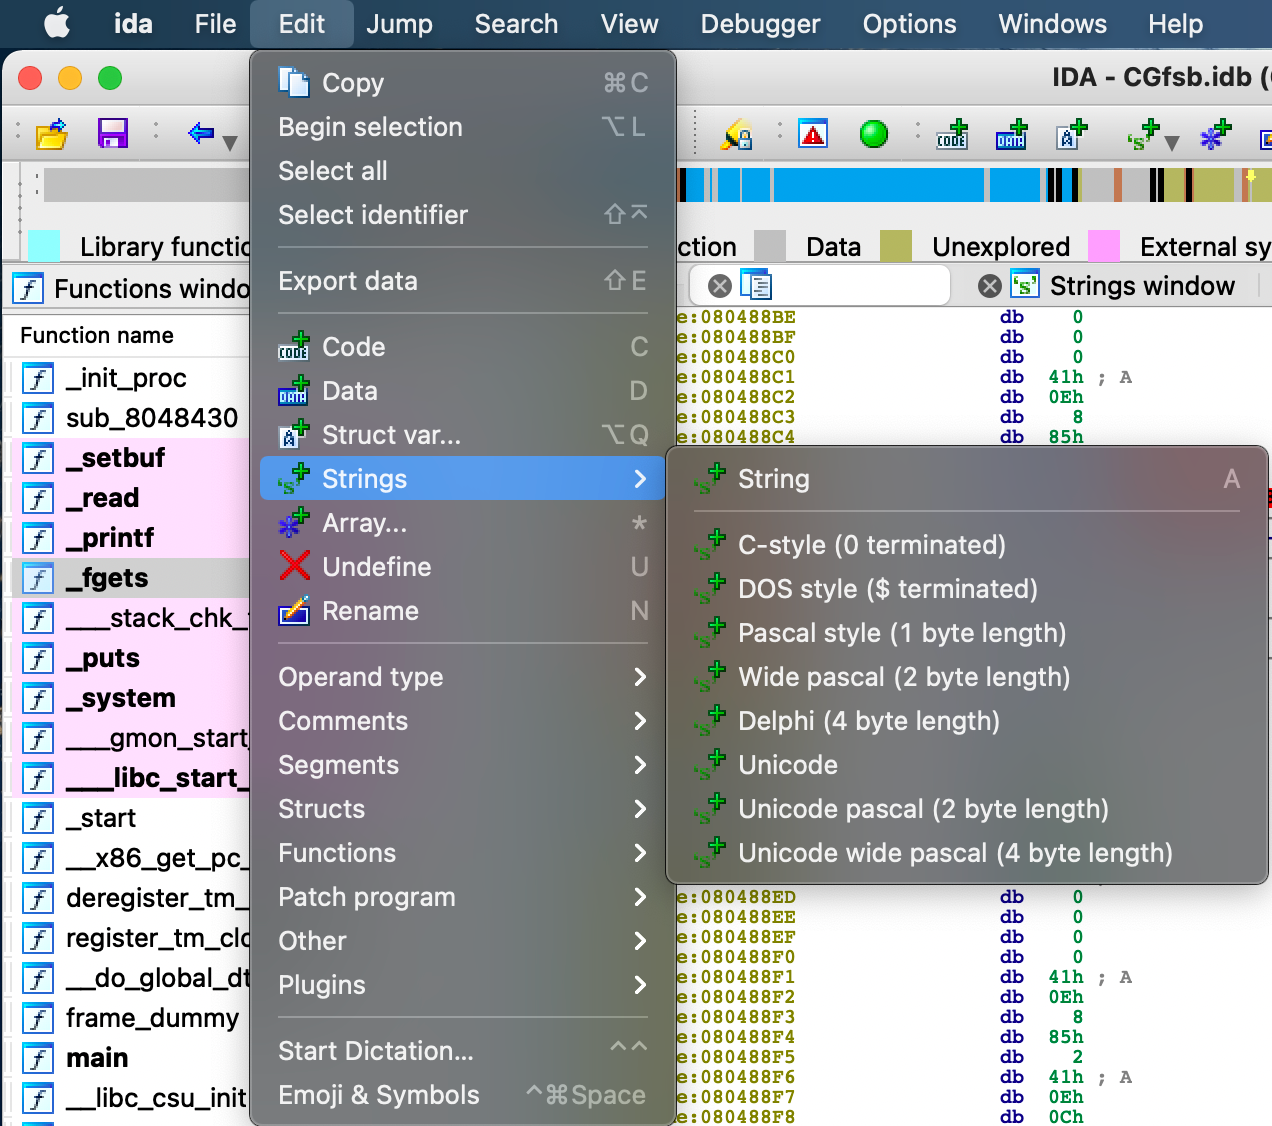 ida File Edit Jump Search View Debugger Options Windows Help
IDA - CGfsb.idb
Copy ⌘C
Begin selection ⌥L
Select all
Select identifier ⇧⌅
Export data ⇧E
Code C
Data D
Struct var... ⌥Q
Strings
Array... *
Undefine U
Rename N
Operand type
Comments
Segments
Structs
Functions
Patch program
Other
Plugins
Start Dictation... ^^
Emoji & Symbols ^⌘Space
String A
C-style (0 terminated)
DOS style ($ terminated)
Pascal style (1 byte length)
Wide pascal (2 byte length)
Delphi (4 byte length)
Unicode
Unicode pascal (2 byte length)
Unicode wide pascal (4 byte length)
Library functio ction Data Unexplored External sy
Functions windo Strings window
Function name
_init_proc
sub_8048430
_setbuf
_read
_printf
_fgets
___stack_chk_
_puts
_system
___gmon_start_
___libc_start_
_start
__x86_get_pc_
deregister_tm_
register_tm_clo
__do_global_dt
frame_dummy
main
__libc_csu_init
e:080488BE db 0
e:080488BF db 0
e:080488C0 db 0
e:080488C1 db 41h ; A
e:080488C2 db 0Eh
e:080488C3 db 8
e:080488C4 db 85h
e:080488ED db 0
e:080488EE db 0
e:080488EF db 0
e:080488F0 db 0
e:080488F1 db 41h ; A
e:080488F2 db 0Eh
e:080488F3 db 8
e:080488F4 db 85h
e:080488F5 db 2
e:080488F6 db 41h ; A
e:080488F7 db 0Eh
e:080488F8 db 0Ch